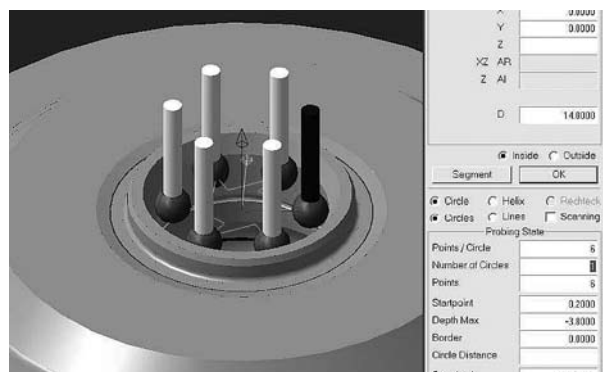 X 0.0000
Y 0.0000
Z
XZ AR
Z AI
D 14.0000
Inside Outside
Segment OK
Circle Helix Rechteck
Circles Lines Scanning
Probing State
Points / Circle 6
Number of Circles 1
Points 6
Startpoint 0.2000
Depth Max -3.8000
Border 0.0000
Circle Distance